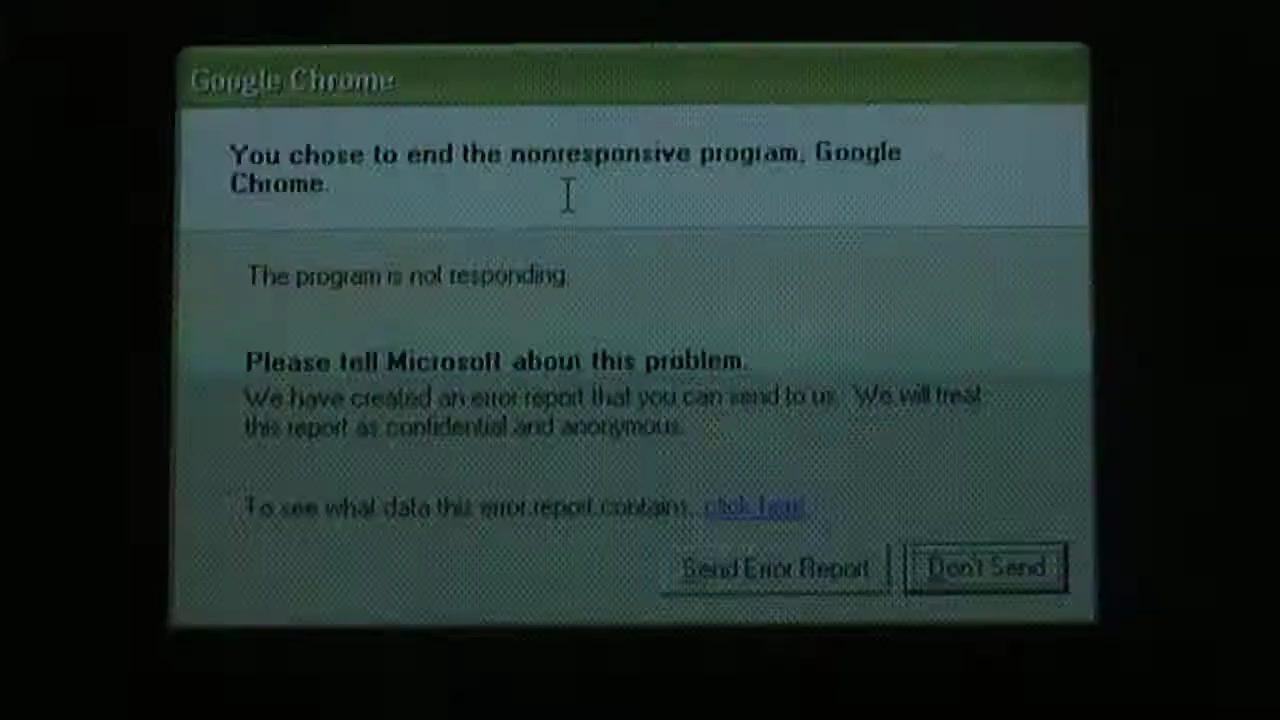 Google Chrome
You chose to end the nonresponsive program, Google
Chrome.
The program is not responding.
Please tell Microsoft about this problem.
We have created an error report that you can send to us. We will treat
this report as confidential and anonymous.
To see what data this error report contains, click here.
Send Error Report
Don't Send